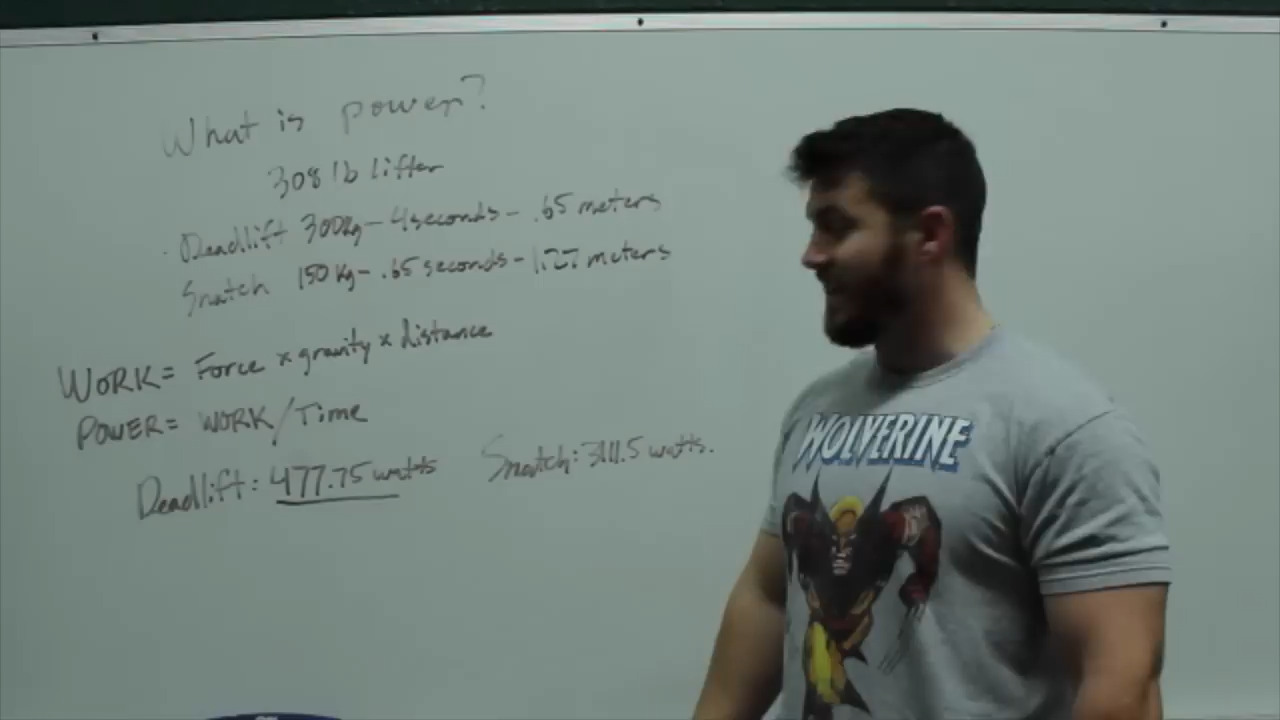 What is power?
308 lb lifter
Deadlift 300kg - 4 seconds - .65 meters
Snatch 150 kg - .65 seconds - 1.27 meters
WORK = Force × gravity × distance
POWER = WORK / Time
Deadlift: 477.75 watts Snatch: 3111.5 watts.
WOLVERINE